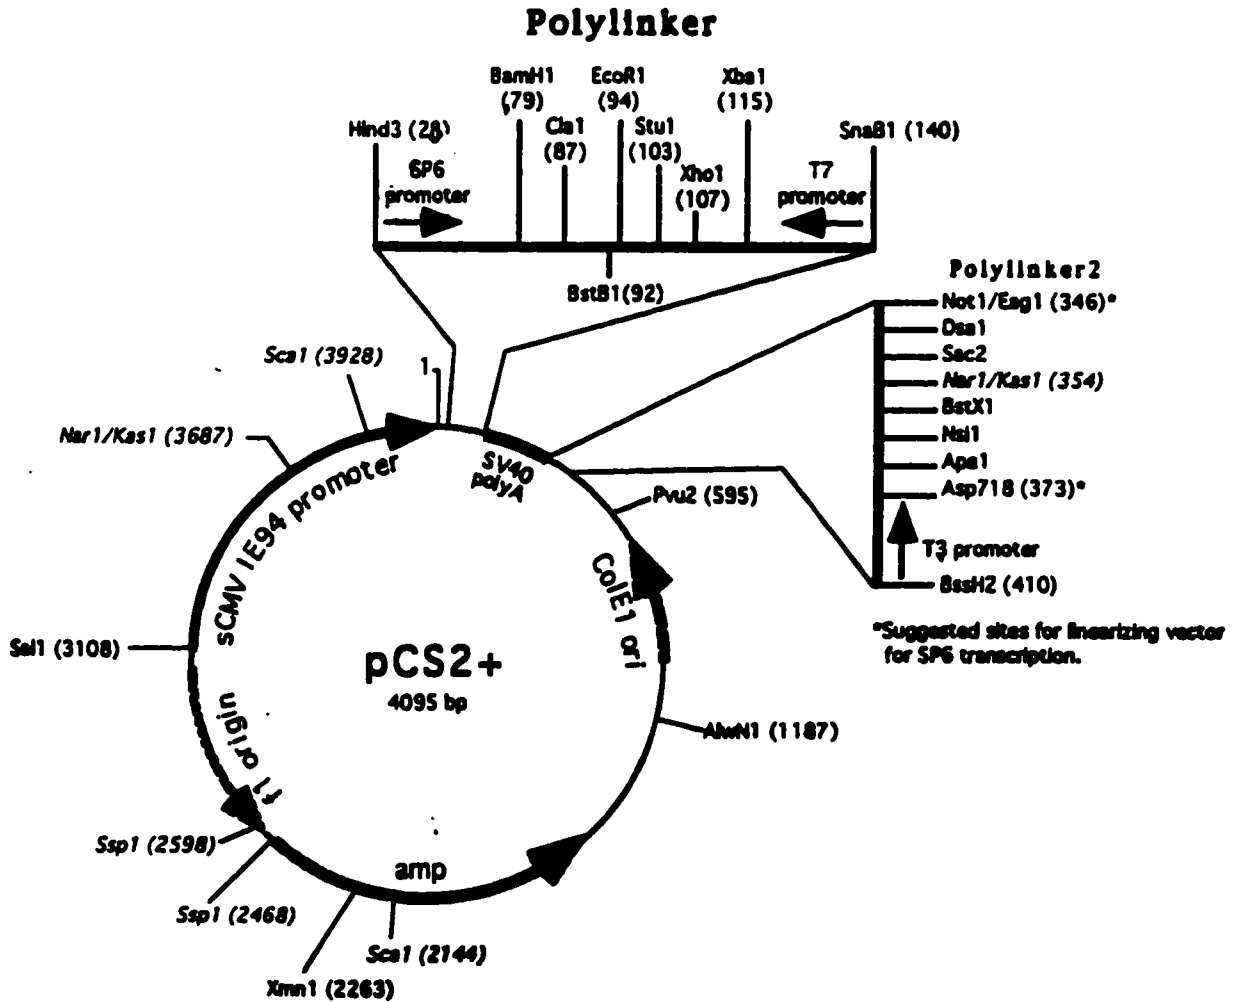 Polylinker
BamH1
(79)
EcoR1
(94)
Xba1
(115)
Hind3 (28)
Cla1
(87)
Stu1
(103)
SnaB1 (140)
SP6
promoter
Xho1
(107)
T7
promoter
BstB1(92)
Polylinker2
Not1/Eag1 (346)*
Dsa1
Sac2
Nar1/Kas1 (354)
BstX1
Nsi1
Apa1
Asp718 (373)*
T3 promoter
BssH2 (410)
*Suggested sites for linearizing vector
for SP6 transcription.
Sca1 (3928)
1
Nar1/Kas1 (3687)
sCMV IE94 promoter
SV40
polyA
Pvu2 (595)
ColE1 ori
Sal1 (3108)
pCS2+
4095 bp
f1 origin
AlwN1 (1187)
Ssp1 (2598)
amp
Ssp1 (2468)
Sca1 (2144)
Xmn1 (2263)